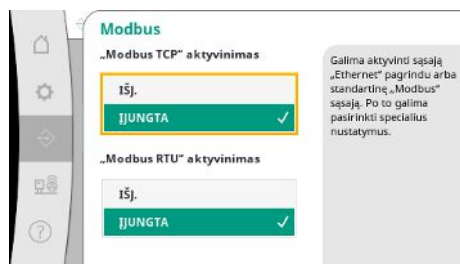 Modbus
„Modbus TCP“ aktyvinimas
IŠJ.
ĮJUNGTA
„Modbus RTU“ aktyvinimas
IŠJ.
ĮJUNGTA
Galima aktyvinti sąsają
„Ethernet“ pagrindu arba
standartinę „Modbus“
sąsają. Po to galima
pasirinkti specialius
nustatymus.